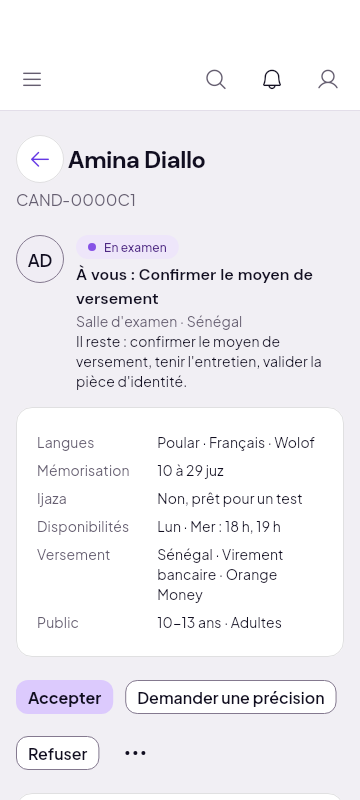 Amina Diallo
CAND-0000C1
AD
En examen
À vous : Confirmer le moyen de
versement
Salle d'examen · Sénégal
Il reste : confirmer le moyen de
versement, tenir l'entretien, valider la
pièce d'identité.
Langues Poular · Français · Wolof
Mémorisation 10 à 29 juz
Ijaza Non, prêt pour un test
Disponibilités Lun · Mer : 18 h, 19 h
Versement Sénégal · Virement
bancaire · Orange
Money
Public 10–13 ans · Adultes
Accepter Demander une précision
Refuser